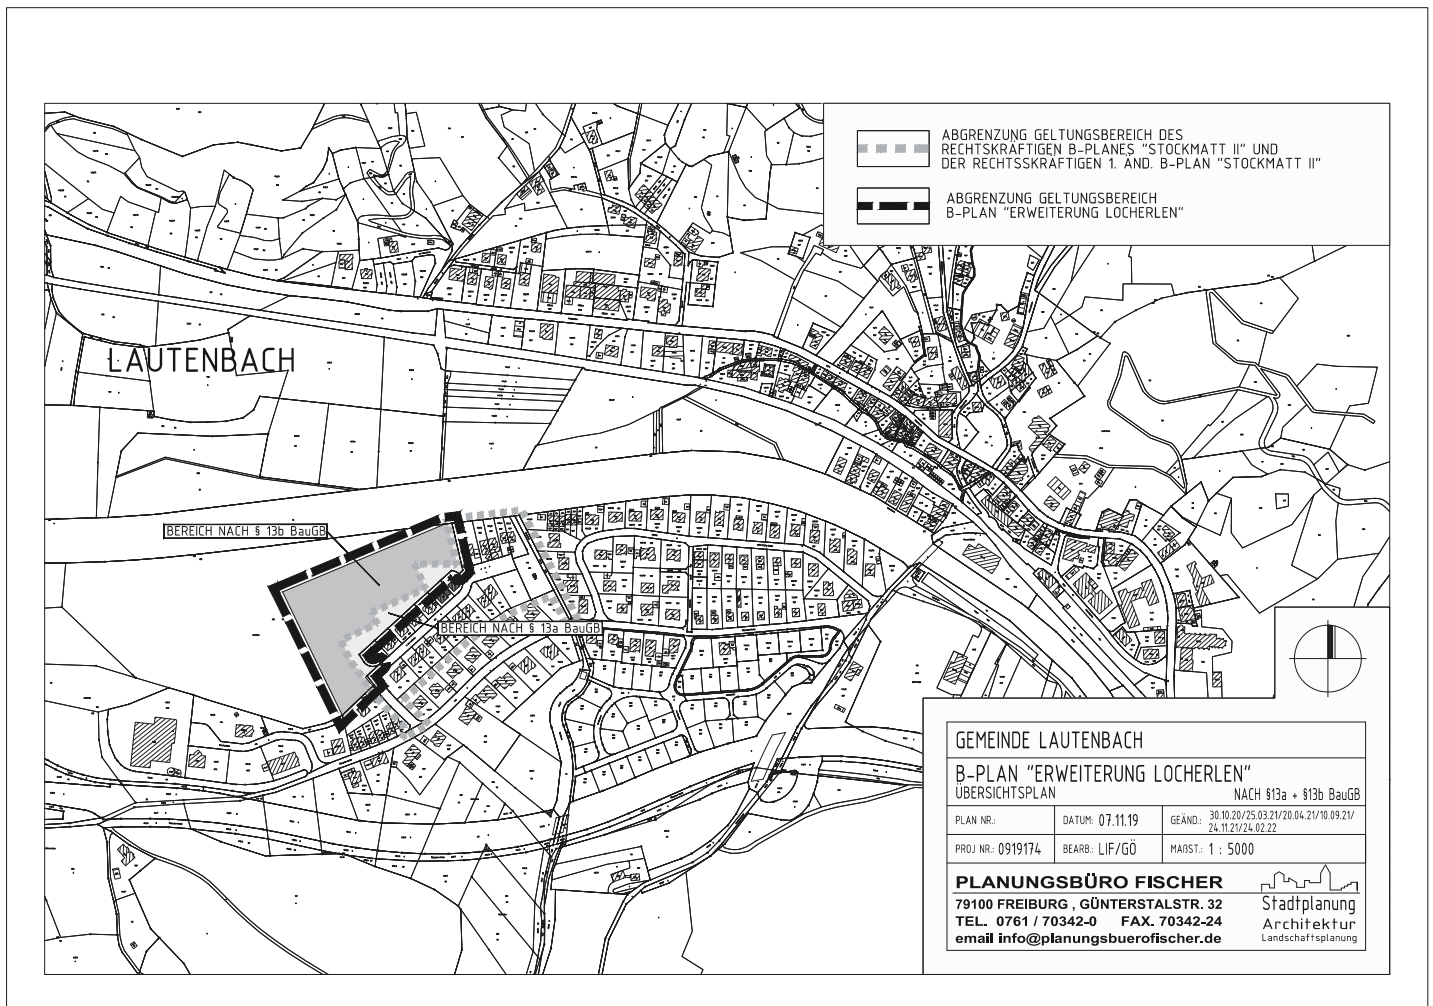 ABGRENZUNG GELTUNGSBEREICH DES
RECHTSKRÄFTIGEN B-PLANES "STOCKMATT II" UND
DER RECHTSSKRÄFTIGEN 1. ÄND. B-PLAN "STOCKMATT II"
ABGRENZUNG GELTUNGSBEREICH
B-PLAN "ERWEITERUNG LOCHERLEN"
LAUTENBACH
BEREICH NACH § 13b BauGB
BEREICH NACH § 13a BauGB
GEMEINDE LAUTENBACH
B-PLAN "ERWEITERUNG LOCHERLEN"
ÜBERSICHTSPLAN NACH §13a + §13b BauGB
PLAN NR.: DATUM: 07.11.19 GEÄND.: 30.10.20/25.03.21/20.04.21/10.09.21/
24.11.21/24.02.22
PROJ NR.: 0919174 BEARB.: LIF/GÖ MAßST.: 1 : 5000
PLANUNGSBÜRO FISCHER
79100 FREIBURG , GÜNTERSTALSTR. 32
TEL. 0761 / 70342-0 FAX. 70342-24
email info@planungsbuerofischer.de
Stadtplanung
Architektur
Landschaftsplanung